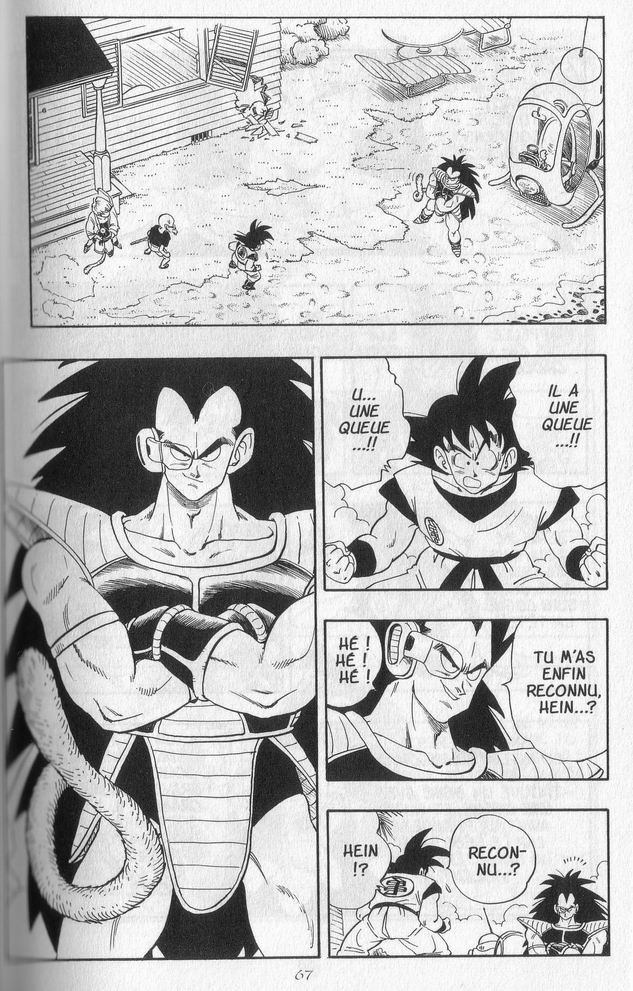 IL A
UNE
QUEUE
...!!
U...
UNE
QUEUE
...!!
TU M'AS
ENFIN
RECONNU,
HEIN...?
HÉ !
HÉ !
HÉ !
RECON-
NU...?
HEIN
!?
67